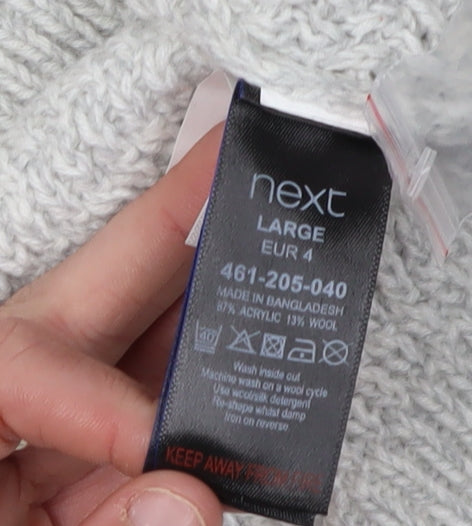 next
LARGE
EUR 4
461-205-040
MADE IN BANGLADESH
87% ACRYLIC 13% WOOL
40
Wash inside out
Machine wash on a wool cycle
Use wool/silk detergent
Re-shape whilst damp
Iron on reverse
KEEP AWAY FROM FIRE